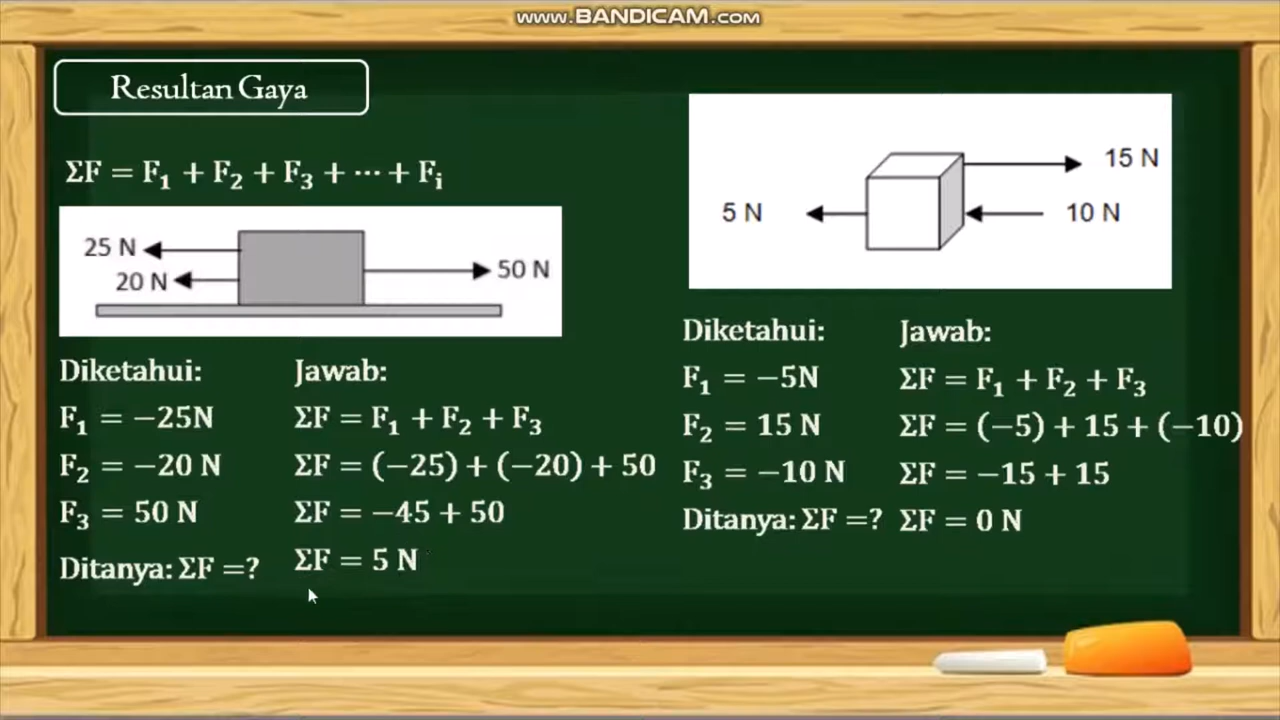 www.BANDICAM.com
Resultan Gaya
ΣF = F₁ + F₂ + F₃ + ⋯ + Fᵢ
25 N
20 N
50 N
Diketahui:
F₁ = −25N
F₂ = −20 N
F₃ = 50 N
Ditanya: ΣF =?
Jawab:
ΣF = F₁ + F₂ + F₃
ΣF = (−25) + (−20) + 50
ΣF = −45 + 50
ΣF = 5 N
15 N
5 N
10 N
Diketahui:
F₁ = −5N
F₂ = 15 N
F₃ = −10 N
Ditanya: ΣF =?
Jawab:
ΣF = F₁ + F₂ + F₃
ΣF = (−5) + 15 + (−10)
ΣF = −15 + 15
ΣF = 0 N